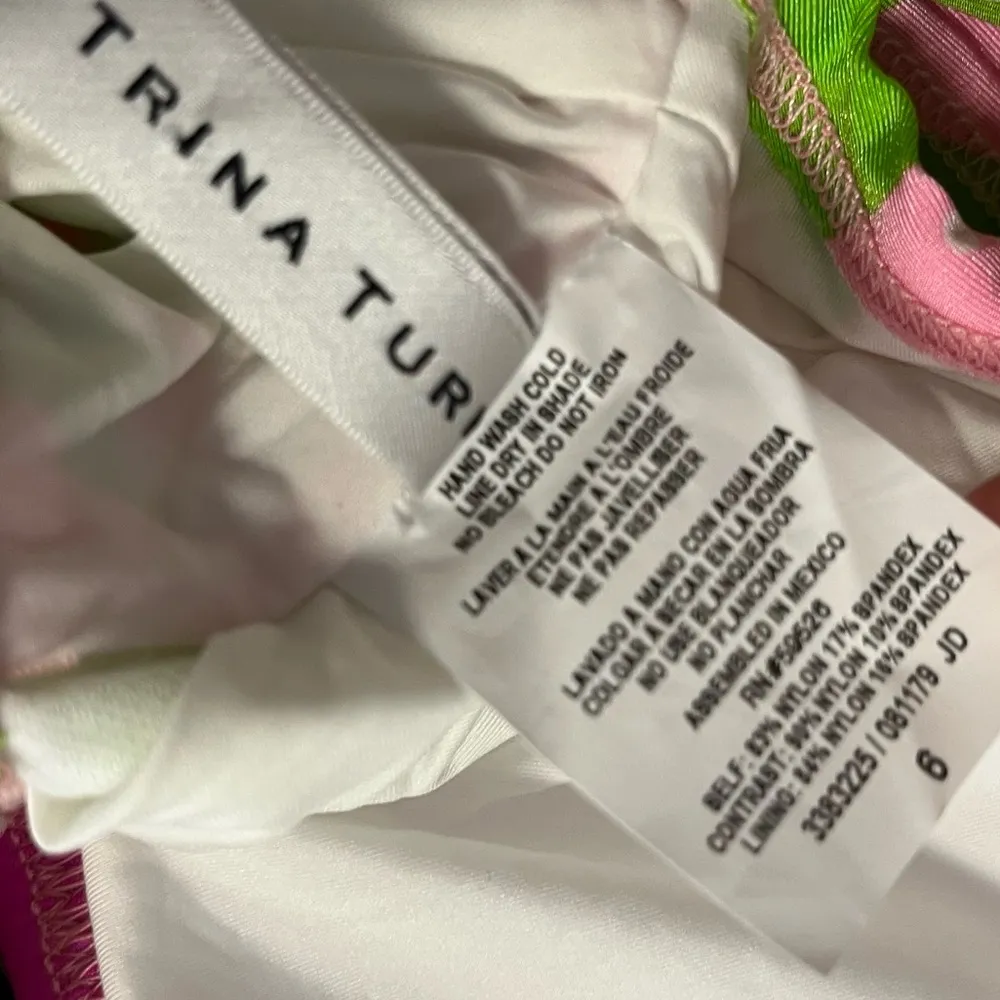 TRINA TUR
HAND WASH COLD
LINE DRY IN SHADE
NO BLEACH DO NOT IRON
LAVER A LA MAIN A L'EAU FROIDE
ETENDRE A L'OMBRE
NE PAS JAVELLISER
NE PAS REPASSER
LAVADO A MANO CON AGUA FRIA
COLGAR A SECAR EN LA SOMBRA
NO USE BLANQUEADOR
NO PLANCHAR
ASSEMBLED IN MEXICO
RN #59526
SELF: 83% NYLON 17% SPANDEX
CONTRAST: 90% NYLON 10% SPANDEX
LINING: 84% NYLON 16% SPANDEX
3383225 / 081179 JD
6